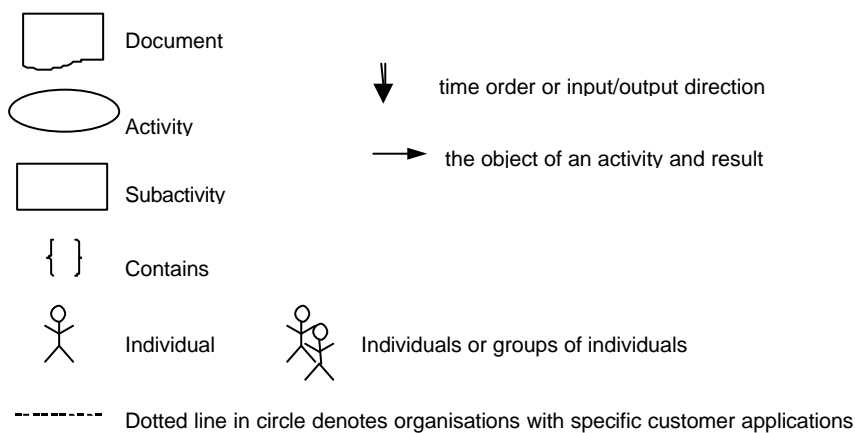 Document
time order or input/output direction
Activity
the object of an activity and result
Subactivity
{ }
Contains
Individual
Individuals or groups of individuals
Dotted line in circle denotes organisations with specific customer applications